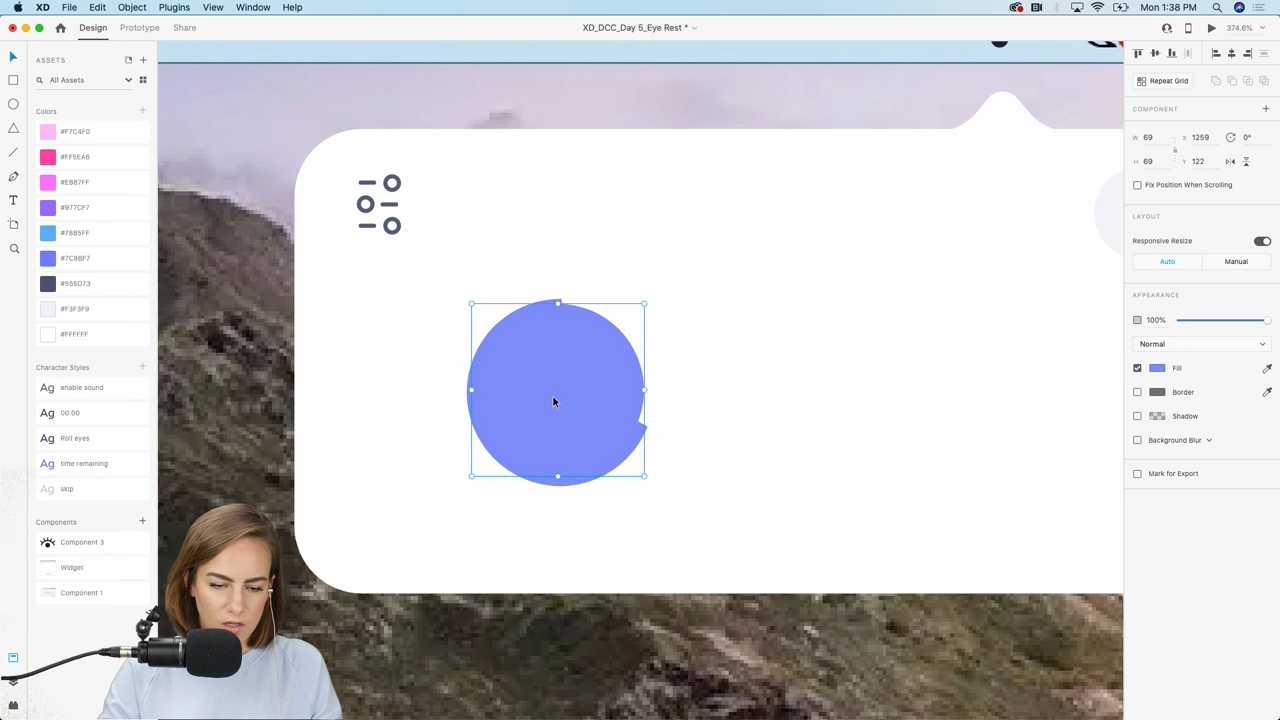 XD File Edit Object Plugins View Window Help
Mon 1:38 PM
Design Prototype Share
XD_DCC_Day 5_Eye Rest *
374.6%
ASSETS
All Assets
Colors
#F7C4F0
#FF5EA6
#EB87FF
#977CF7
#78B5FF
#7C8BF7
#555D73
#F3F3F9
#FFFFFF
Character Styles
Ag enable sound
Ag 00:00
Ag Roll eyes
Ag time remaining
Ag skip
Components
Component 3
Widget
Component 1
Repeat Grid
COMPONENT
W 69 X 1259 0°
H 69 Y 122
Fix Position When Scrolling
LAYOUT
Responsive Resize
Auto Manual
APPEARANCE
100%
Normal
Fill
Border
Shadow
Background Blur
Mark for Export